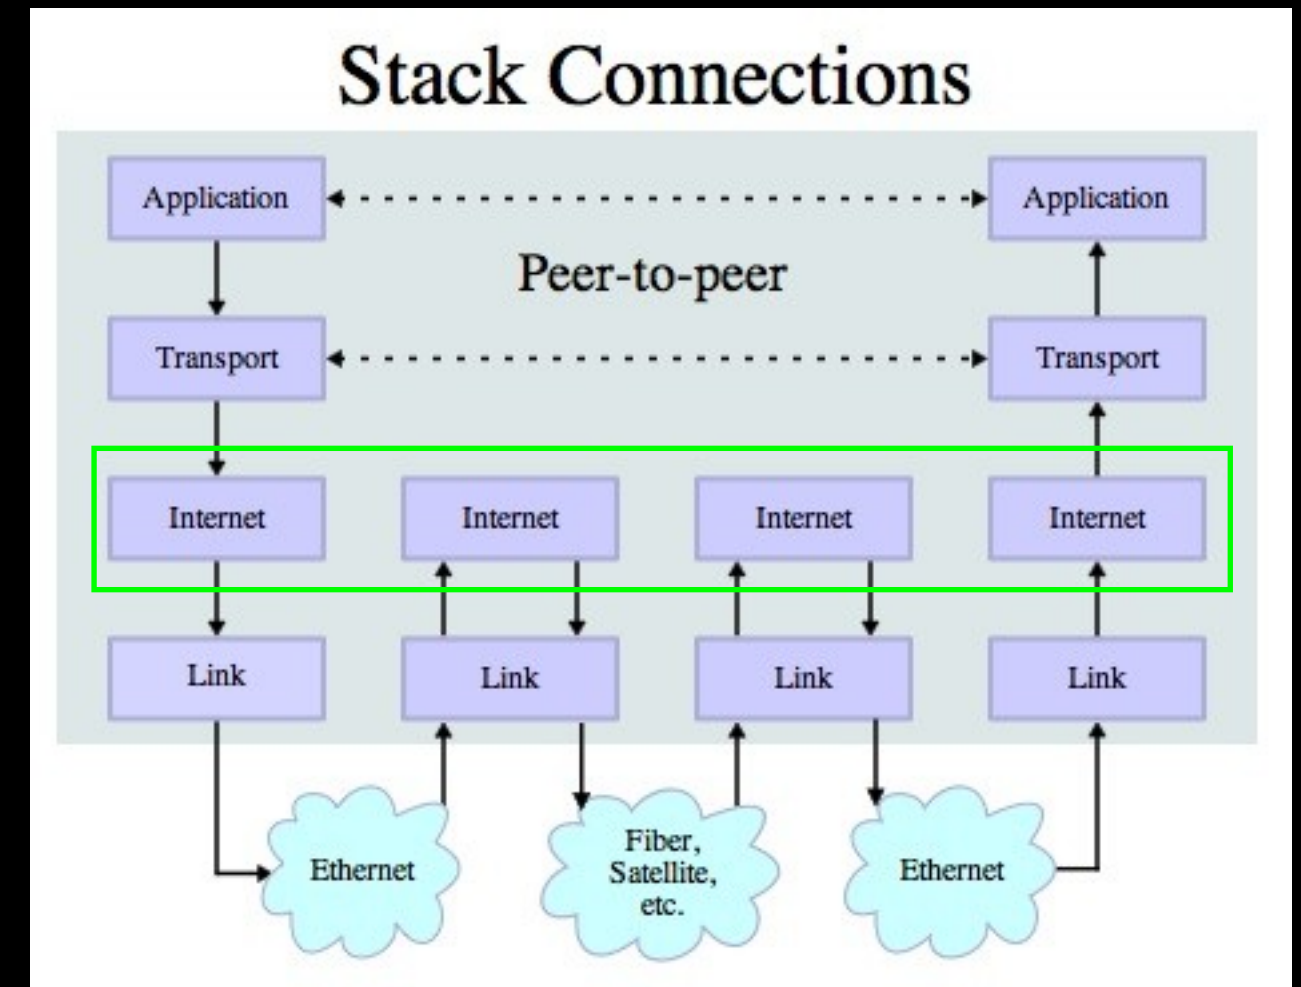 Stack Connections
Application
Application
Peer-to-peer
Transport
Transport
Internet
Internet
Internet
Internet
Link
Link
Link
Link
Ethernet
Fiber,
Satellite,
etc.
Ethernet